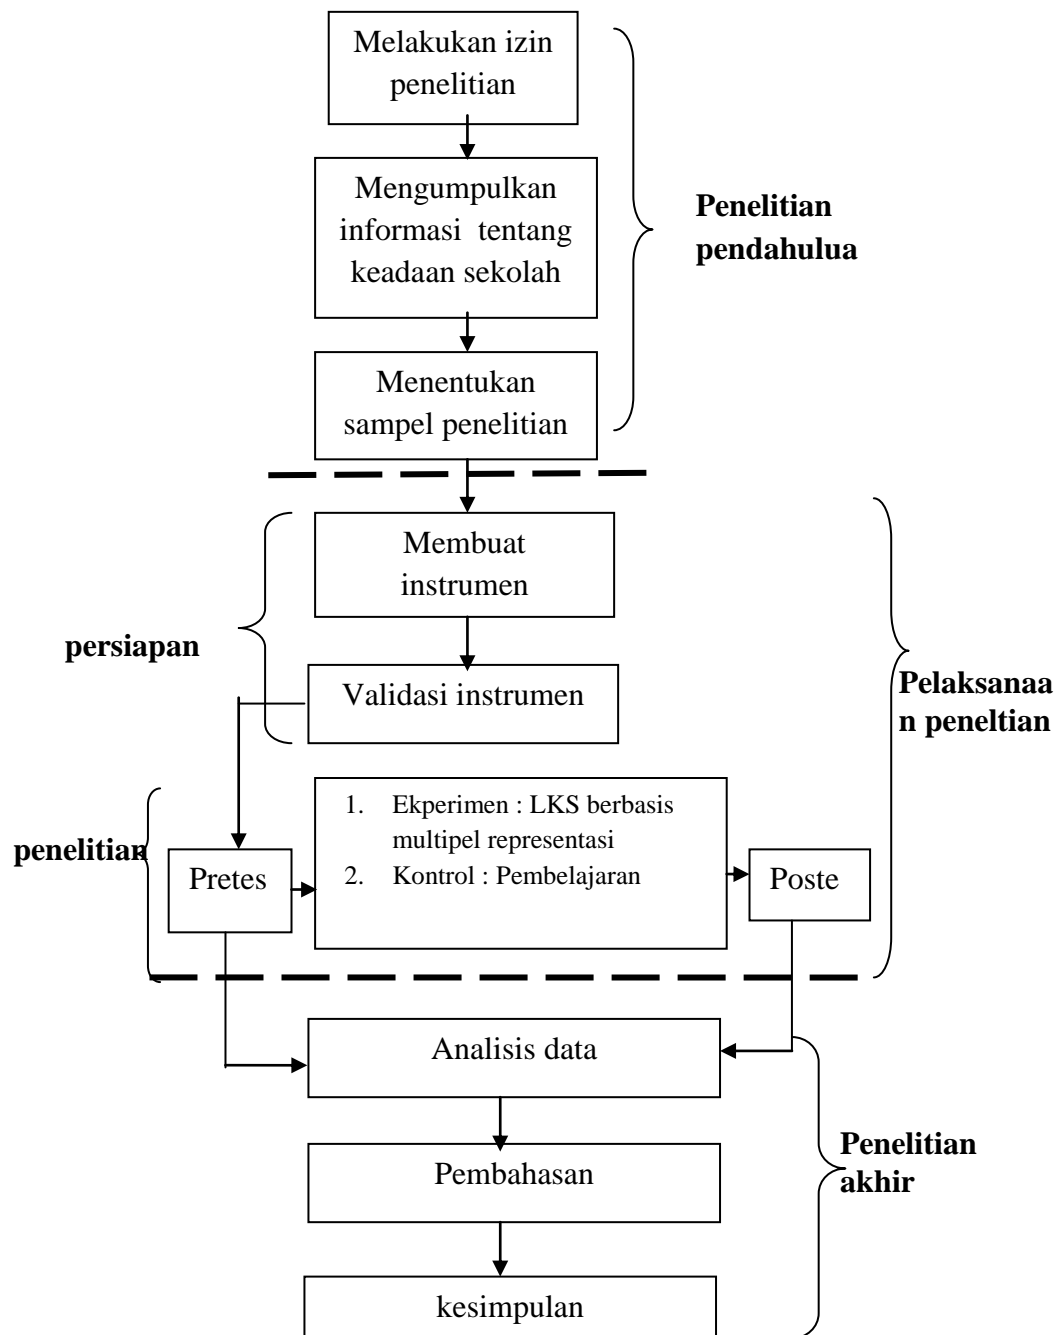 Melakukan izin
penelitian
Mengumpulkan
informasi tentang
keadaan sekolah
Penelitian
pendahulua
Menentukan
sampel penelitian
Membuat
instrumen
persiapan
Validasi instrumen
Pelaksanaa
n peneltian
1. Ekperimen : LKS berbasis
multipel representasi
2. Kontrol : Pembelajaran
penelitian
Pretes
Poste
Analisis data
Penelitian
akhir
Pembahasan
kesimpulan